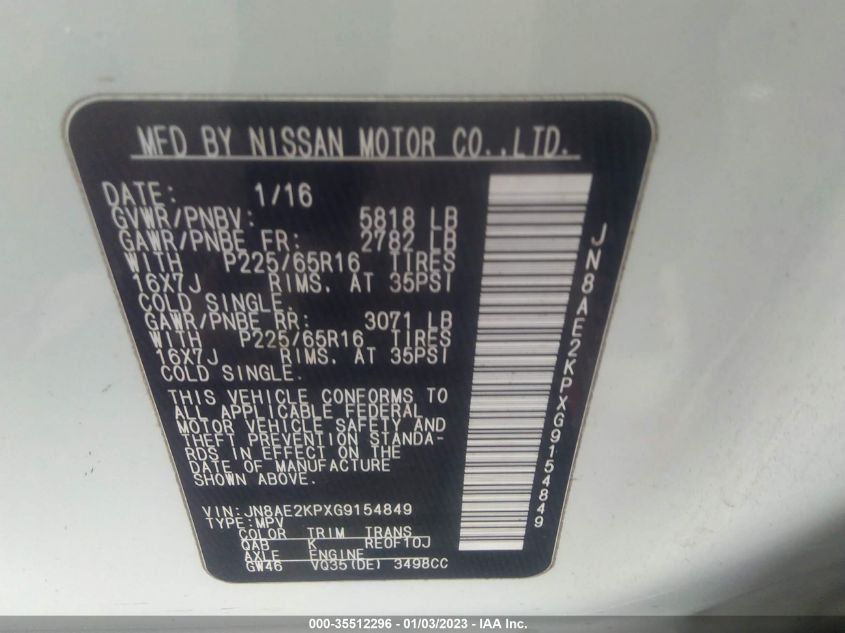 MFD BY NISSAN MOTOR CO.,LTD.
DATE: 1/16
GVWR/PNBV: 5818 LB
GAWR/PNBE FR: 2782 LB
WITH P225/65R16 TIRES
16X7J RIMS. AT 35PSI
COLD SINGLE.
GAWR/PNBE RR: 3071 LB
WITH P225/65R16 TIRES
16X7J RIMS. AT 35PSI
COLD SINGLE.
THIS VEHICLE CONFORMS TO
ALL APPLICABLE FEDERAL
MOTOR VEHICLE SAFETY AND
THEFT PREVENTION STANDA-
RDS IN EFFECT ON THE
DATE OF MANUFACTURE
SHOWN ABOVE.
VIN:JN8AE2KPXG9154849
TYPE:MPV
COLOR TRIM TRANS
QAB K RE0F10J
AXLE ENGINE
GW46 VQ35(DE) 3498CC
JN8AE2KPXG9154849
000-35512296 - 01/03/2023 - IAA Inc.